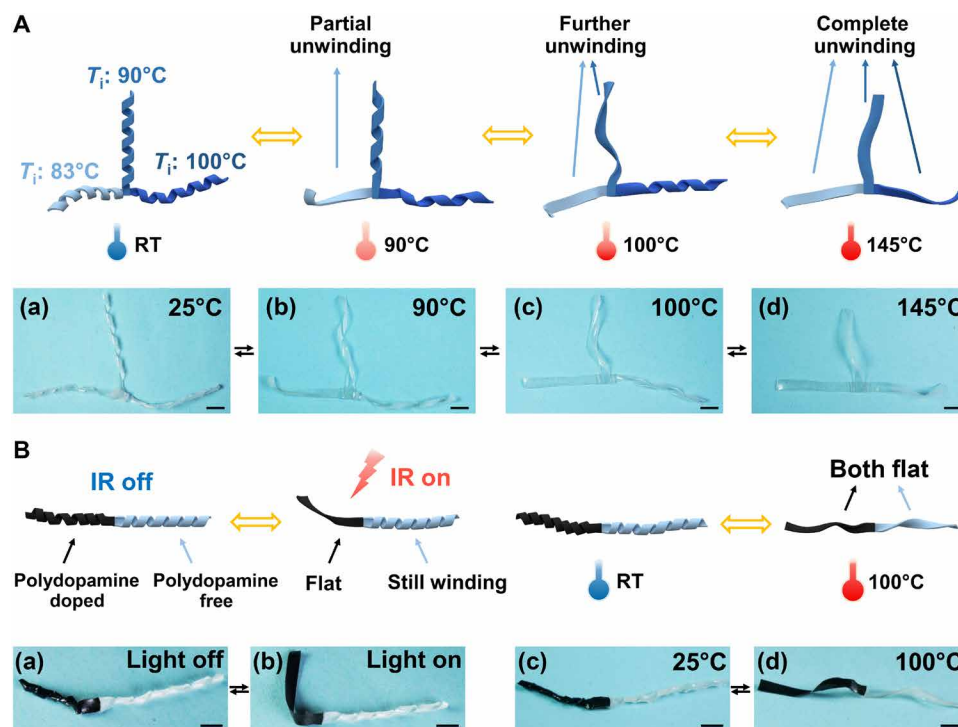 A
Partial
unwinding
Further
unwinding
Complete
unwinding
Ti: 90°C
Ti: 83°C
Ti: 100°C
RT
90°C
100°C
145°C
(a)
25°C
(b)
90°C
(c)
100°C
(d)
145°C
B
IR off
IR on
Both flat
Polydopamine
doped
Polydopamine
free
Flat
Still winding
RT
100°C
(a)
Light off
(b)
Light on
(c)
25°C
(d)
100°C